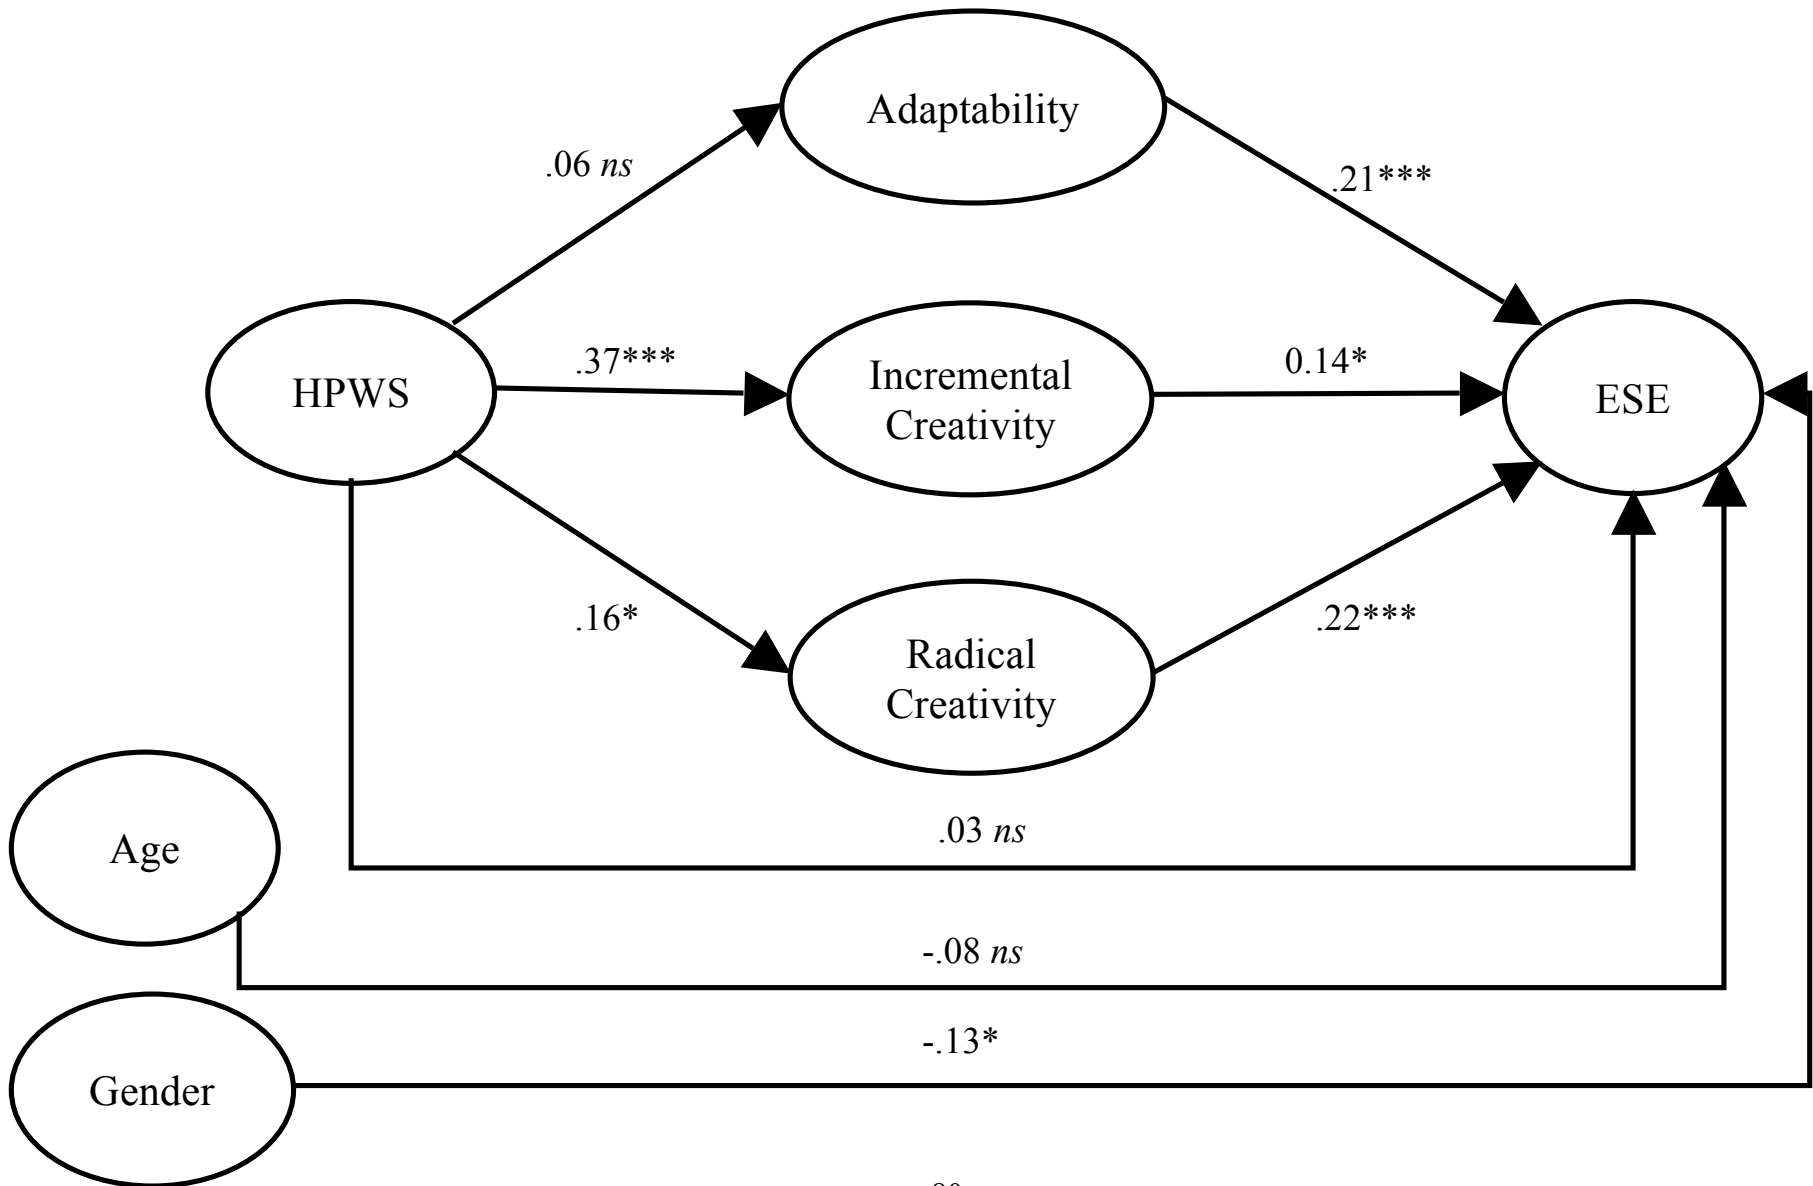 Adaptability
.06 ns
.21***
HPWS
.37***
Incremental
Creativity
0.14*
ESE
.16*
Radical
Creativity
.22***
.03 ns
Age
-.08 ns
-.13*
Gender